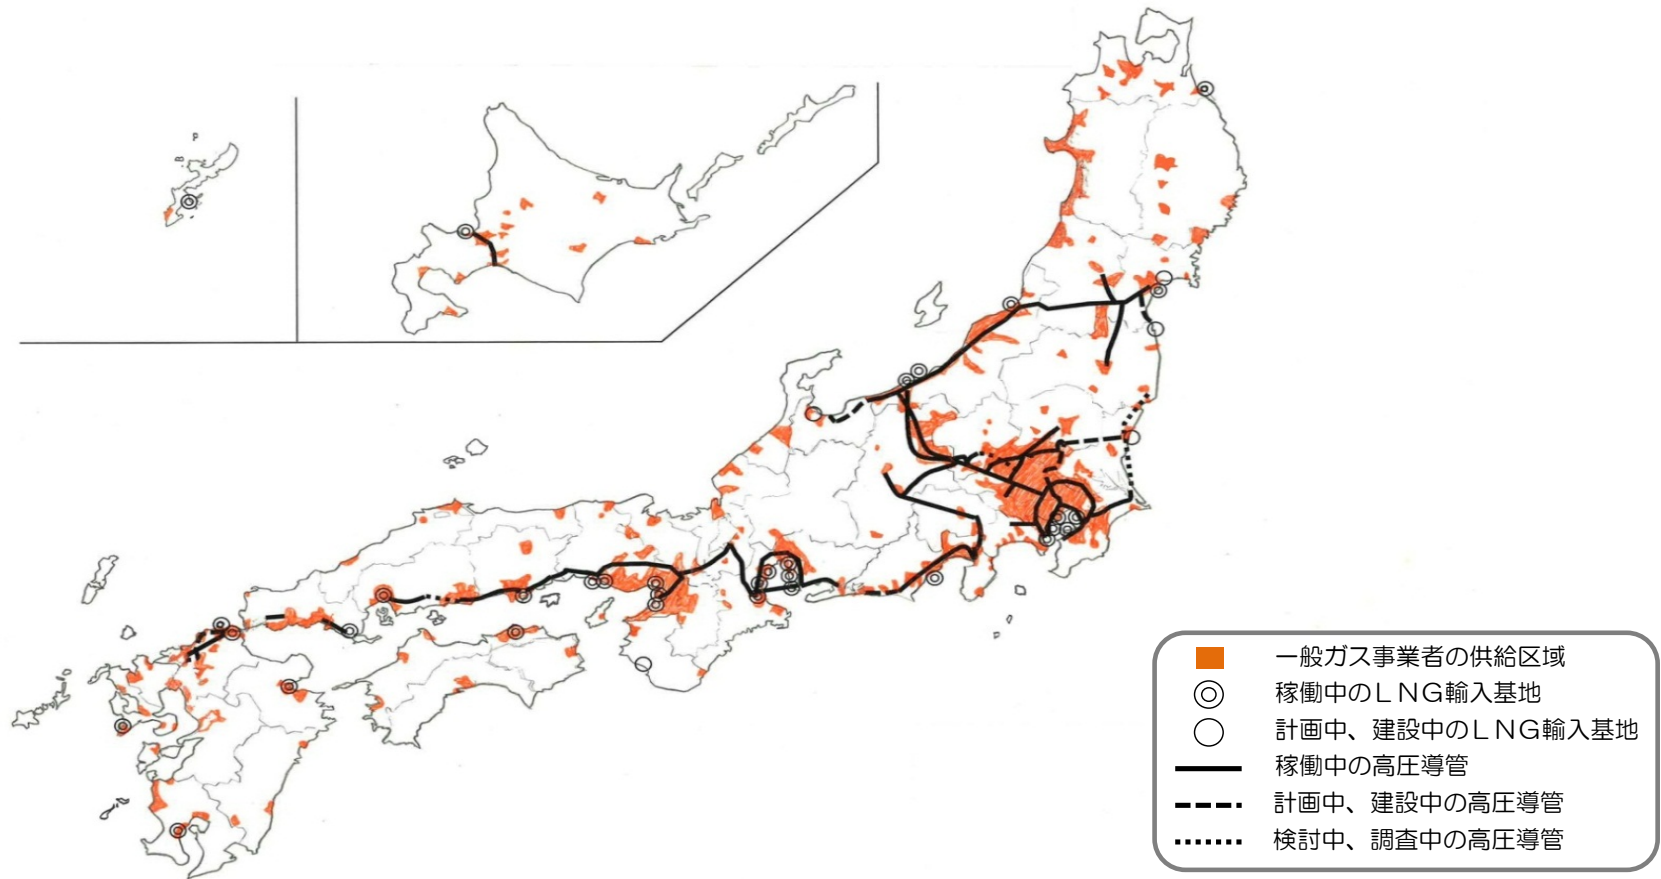 一般ガス事業者の供給区域
稼働中のＬＮＧ輸入基地
計画中、建設中のＬＮＧ輸入基地
稼働中の高圧導管
計画中、建設中の高圧導管
検討中、調査中の高圧導管